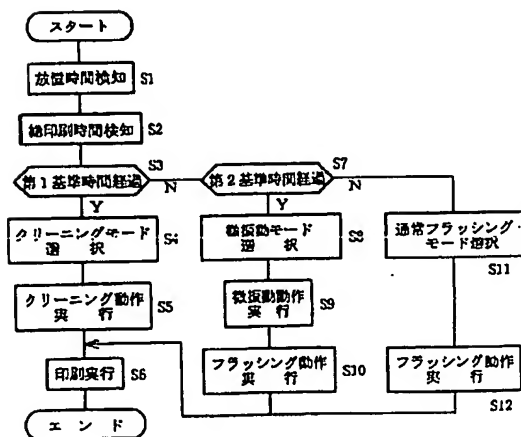 スタート
放置時間検知 S1
総印刷時間検知 S2
第1基準時間経過 S3
N
Y
第2基準時間経過 S7
N
Y
クリーニングモード
選択 S4
微振動モード
選択 S8
通常フラッシング・
モード選択
S11
クリーニング動作
実行 S5
微振動動作
実行 S9
フラッシング動作
実行 S10
フラッシング動作
実行
S12
印刷実行 S6
エンド